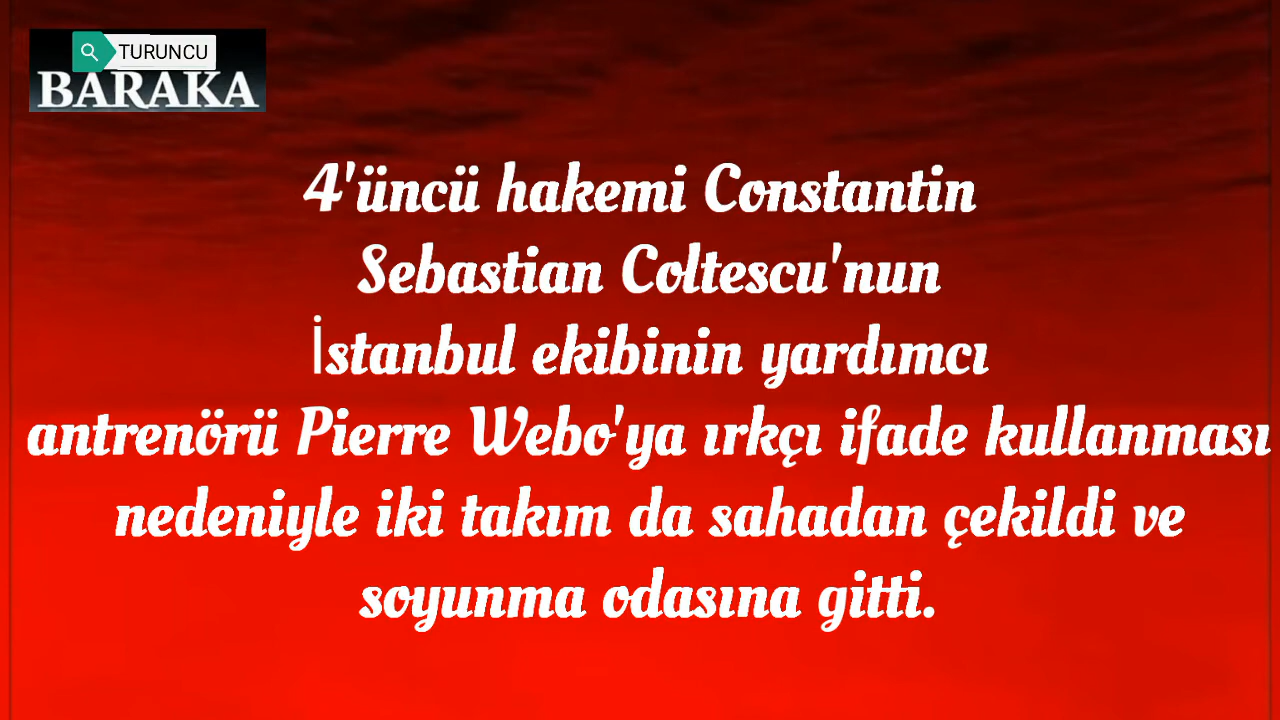 TURUNCU
BARAKA
4'üncü hakemi Constantin
Sebastian Coltescu'nun
İstanbul ekibinin yardımcı
antrenörü Pierre Webo'ya ırkçı ifade kullanması
nedeniyle iki takım da sahadan çekildi ve
soyunma odasına gitti.